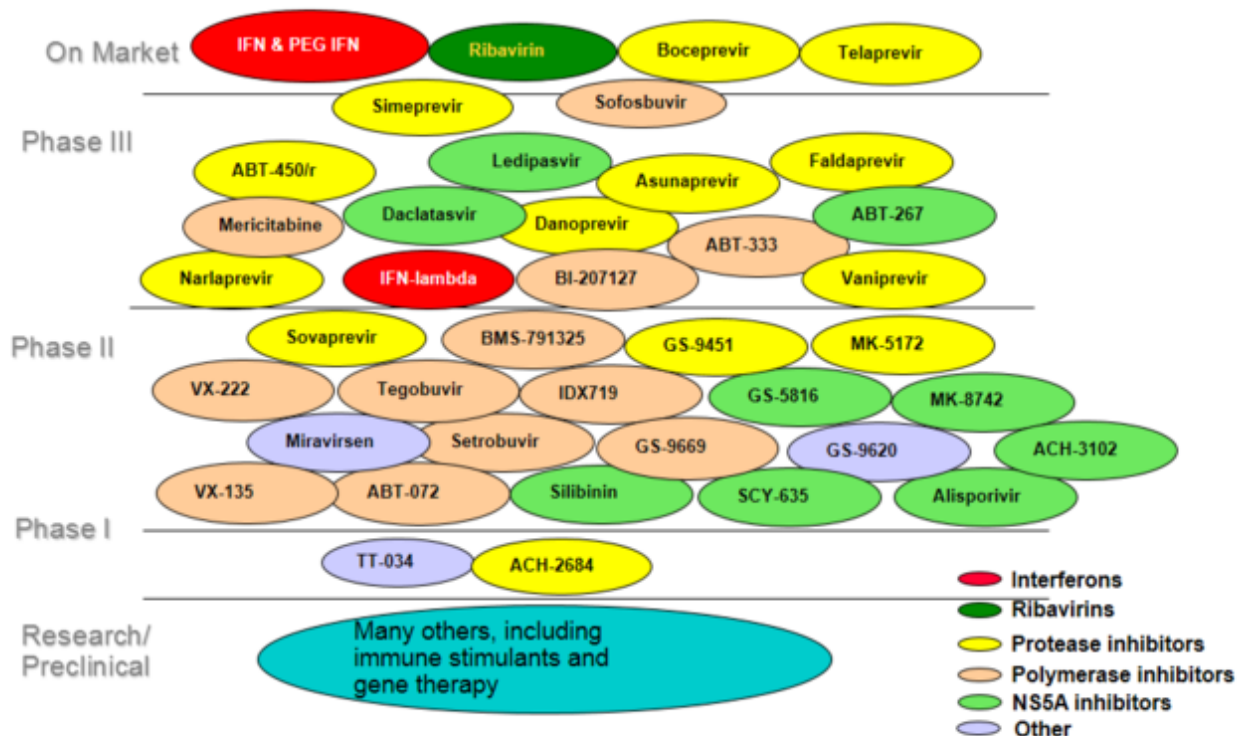 On Market
IFN & PEG IFN
Ribavirin
Boceprevir
Telaprevir
Simeprevir
Sofosbuvir
Phase III
ABT-450/r
Ledipasvir
Asunaprevir
Faldaprevir
Mericitabine
Daclatasvir
Danoprevir
ABT-333
ABT-267
Narlaprevir
IFN-lambda
BI-207127
Vaniprevir
Phase II
Sovaprevir
BMS-791325
GS-9451
MK-5172
VX-222
Tegobuvir
IDX719
GS-5816
MK-8742
Miravirsen
Setrobuvir
GS-9669
GS-9620
ACH-3102
VX-135
ABT-072
Silibinin
SCY-635
Alisporivir
Phase I
TT-034
ACH-2684
Research/
Preclinical
Many others, including
immune stimulants and
gene therapy
Interferons
Ribavirins
Protease inhibitors
Polymerase inhibitors
NS5A inhibitors
Other